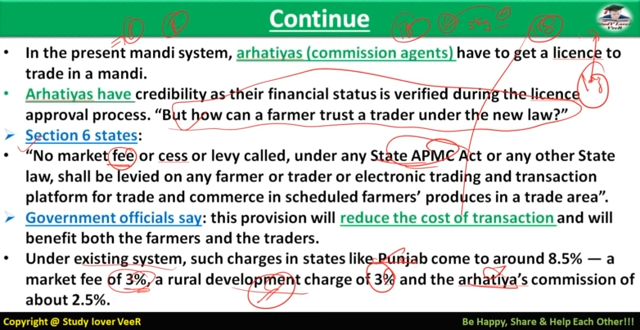 Continue
• In the present mandi system, arhatiyas (commission agents) have to get a licence to
trade in a mandi.
• Arhatiyas have credibility as their financial status is verified during the licence
approval process. “But how can a farmer trust a trader under the new law?”
➢ Section 6 states:
• “No market fee or cess or levy called, under any State APMC Act or any other State
law, shall be levied on any farmer or trader or electronic trading and transaction
platform for trade and commerce in scheduled farmers’ produces in a trade area”.
➢ Government officials say: this provision will reduce the cost of transaction and will
benefit both the farmers and the traders.
• Under existing system, such charges in states like Punjab come to around 8.5% — a
market fee of 3%, a rural development charge of 3% and the arhatiya’s commission of
about 2.5%.
Copyright @ Study lover VeeR
Be Happy, Share & Help Each Other!!!